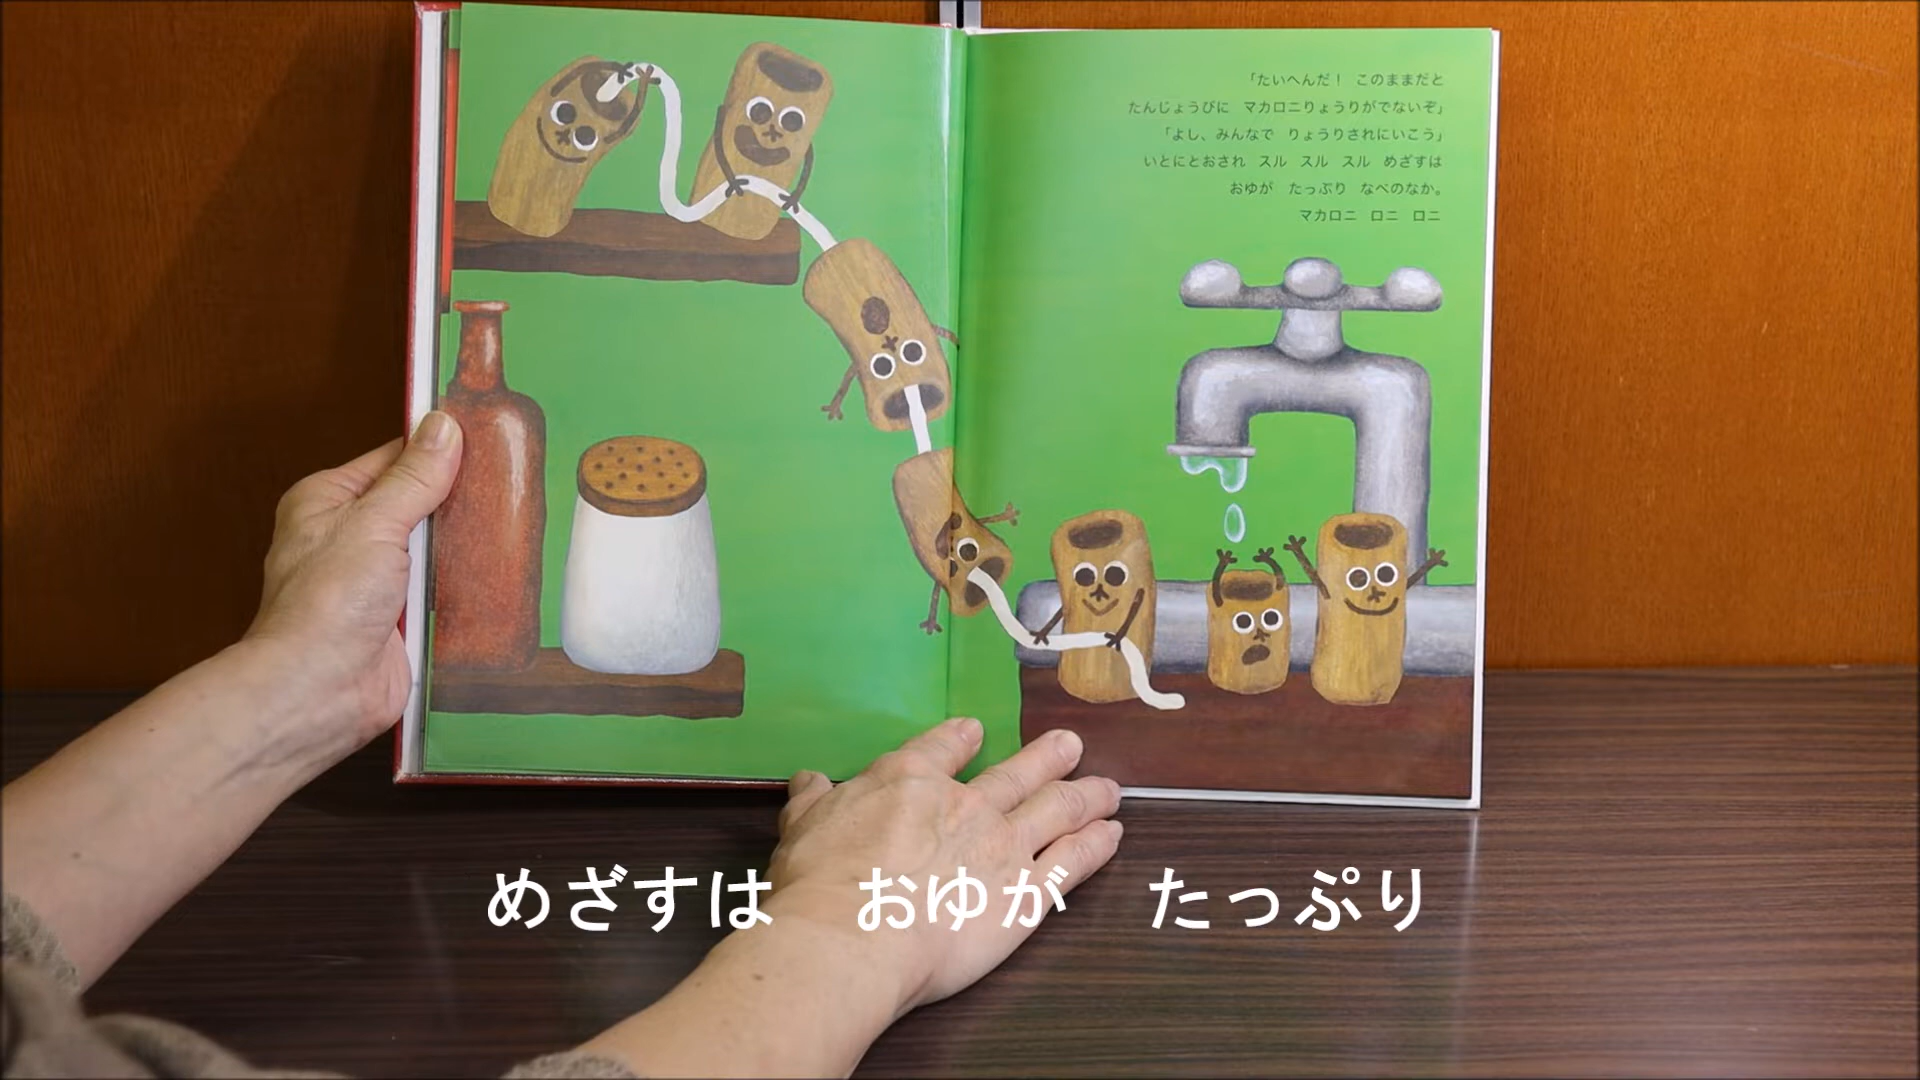 「たいへんだ！　このままだと
たんじょうびに　マカロニりょうりがでないぞ」
「よし、みんなで　りょうりされにいこう」
いとにとおされ　スル　スル　スル　めざすは
おゆが　たっぷり　なべのなか。
マカロニ　ロニ　ロニ
めざすは　おゆが　たっぷり